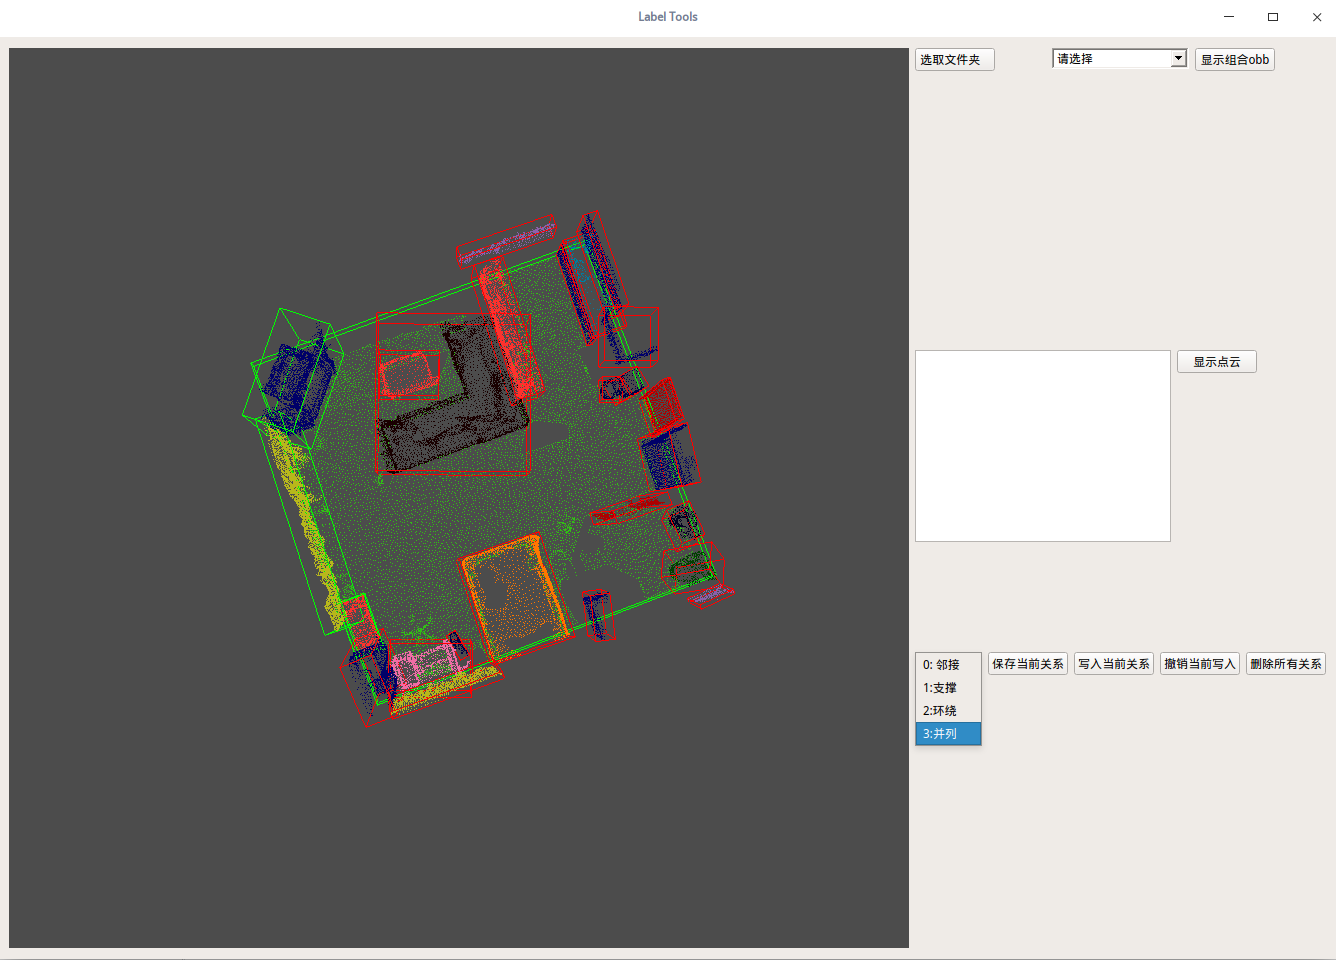 Label Tools
选取文件夹
请选择
显示组合obb
显示点云
0: 邻接
1:支撑
2:环绕
3:并列
保存当前关系
写入当前关系
撤销当前写入
删除所有关系